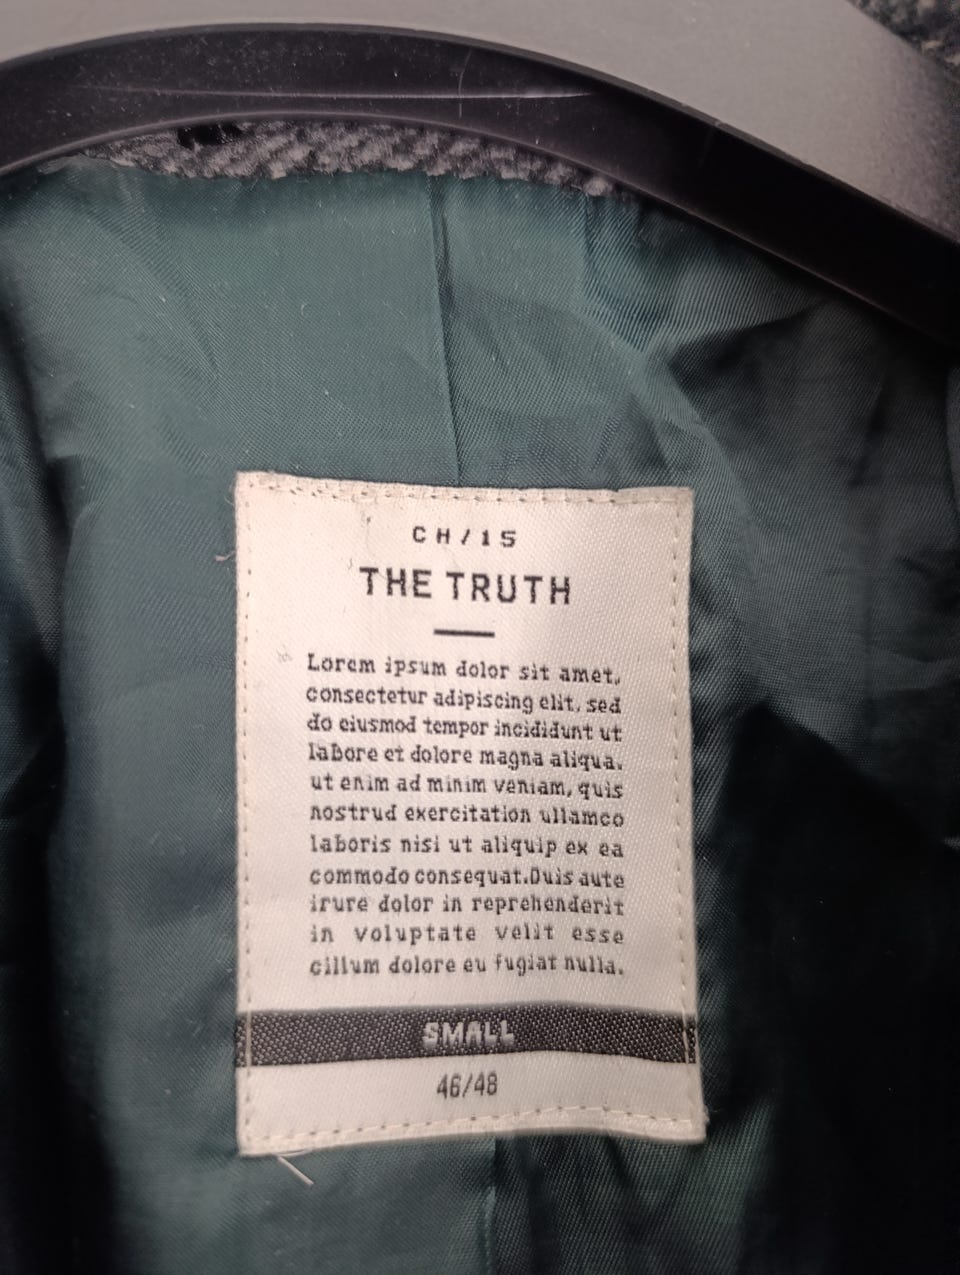 CH/15
THE TRUTH
Lorem ipsum dolor sit amet,
consectetur adipiscing elit, sed
do eiusmod tempor incididunt ut
labore et dolore magna aliqua.
ut enim ad minim veniam, quis
nostrud exercitation ullamco
laboris nisi ut aliquip ex ea
commodo consequat.Duis aute
irure dolor in reprehenderit
in voluptate velit esse
cillum dolore eu fugiat nulla.
SMALL
46/48